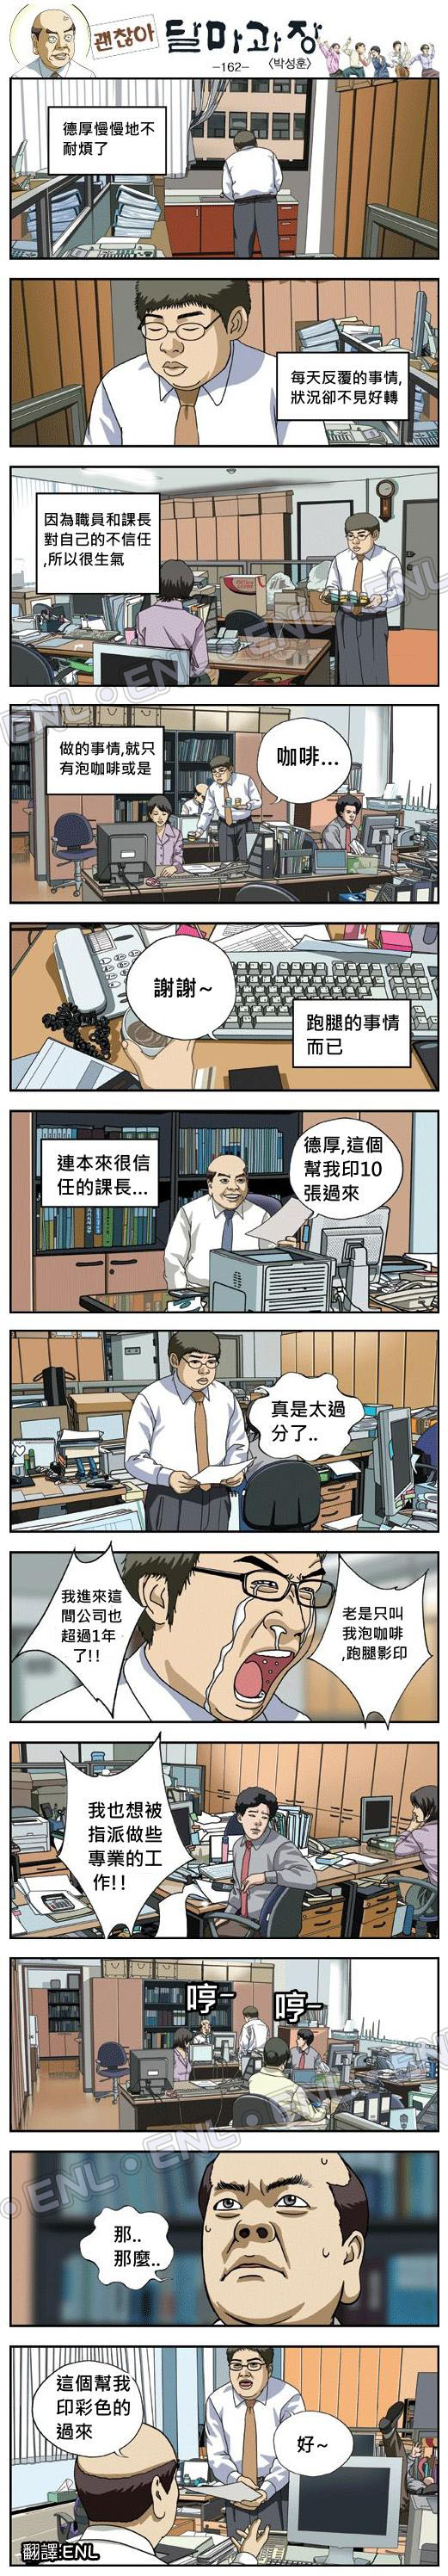 괜찮아
달마과장
-162-
〈박성훈〉
德厚慢慢地不
耐煩了
每天反覆的事情,
狀況卻不見好轉
因為職員和課長
對自己的不信任
,所以很生氣
ENL·ENL·ENL·ENL
做的事情,就只
有泡咖啡或是
咖啡...
謝謝~
跑腿的事情
而已
連本來很信
任的課長...
德厚,這個
幫我印10
張過來
真是太過
分了..
我進來這
間公司也
超過1年
了!!
老是只叫
我泡咖啡
,跑腿影印
我也想被
指派做些
專業的工
作!!
哼~
哼~
ENL·ENL·ENL·ENL
那..
那麼..
這個幫我
印彩色的
過來
好~
翻譯:ENL